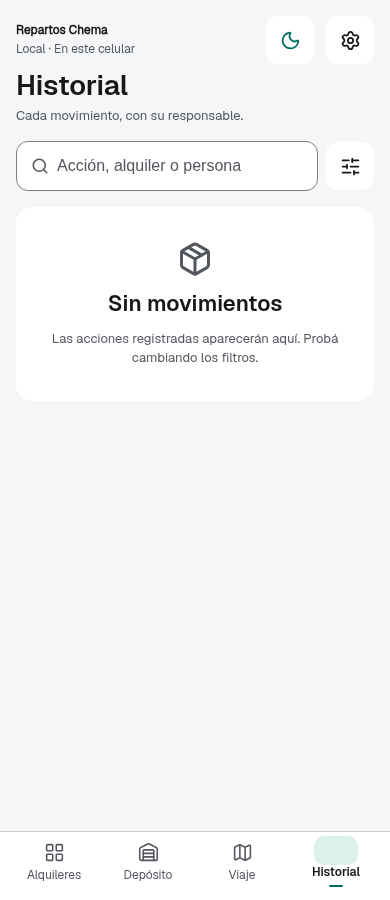 Repartos Chema
Local · En este celular
Historial
Cada movimiento, con su responsable.
Acción, alquiler o persona
Sin movimientos
Las acciones registradas aparecerán aquí. Probá
cambiando los filtros.
Alquileres
Depósito
Viaje
Historial